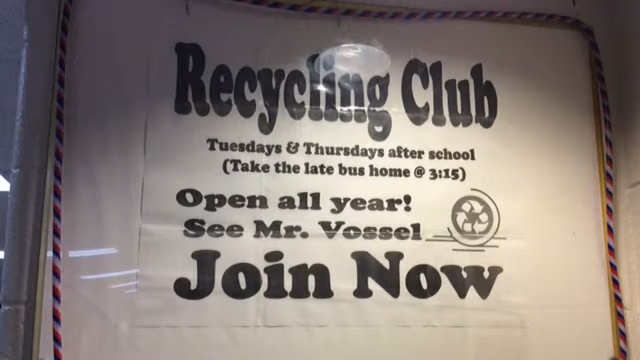 Recycling Club
Tuesdays & Thursdays after school
(Take the late bus home @ 3:15)
Open all year!
See Mr. Vossel
Join Now